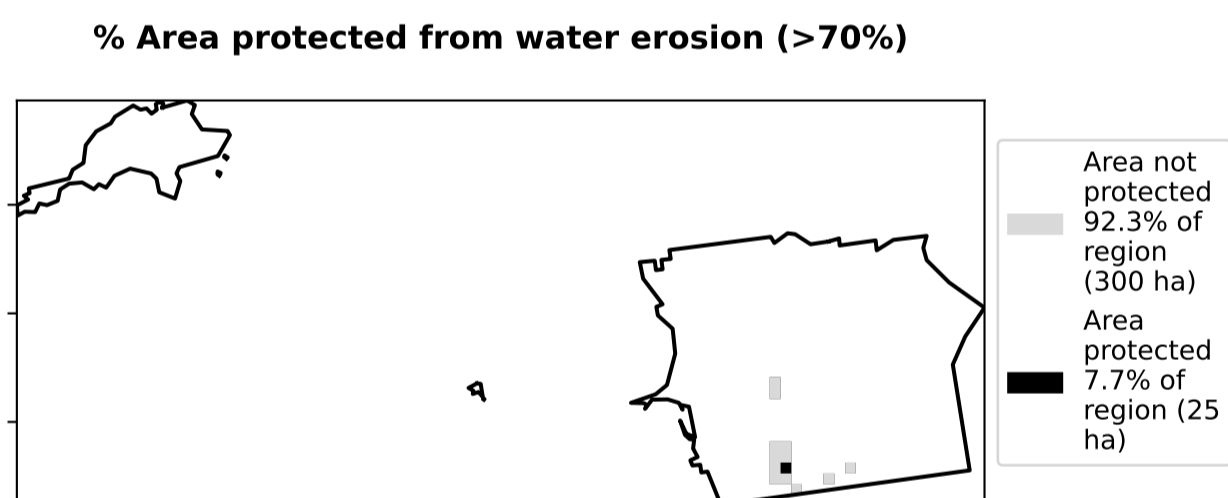 % Area protected from water erosion (>70%)
Area not
protected
92.3% of
region
(300 ha)
Area
protected
7.7% of
region (25
ha)